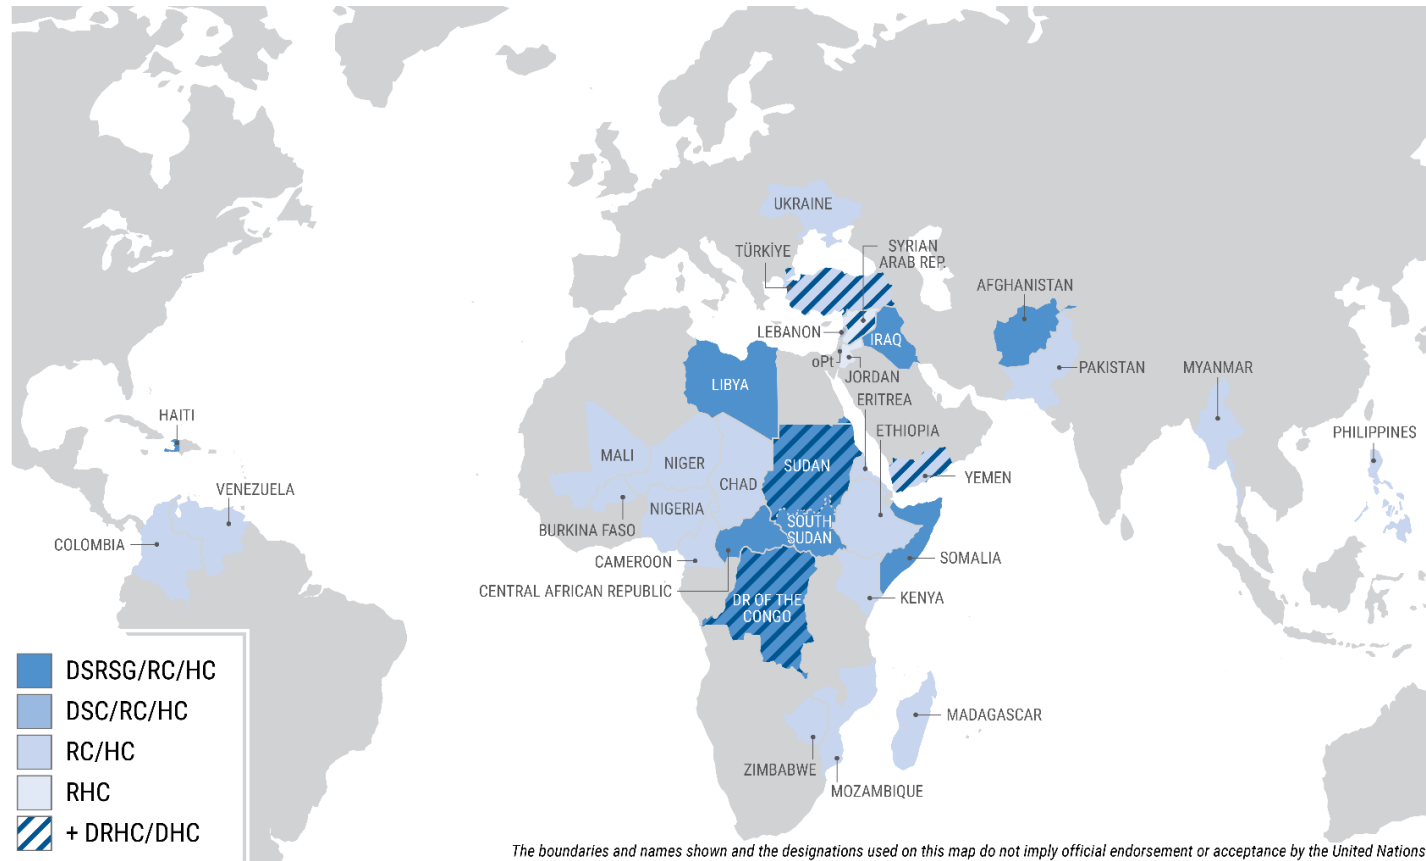 UKRAINE
TÜRKİYE
SYRIAN
ARAB REP.
AFGHANISTAN
LEBANON
IRAQ
oPt
JORDAN
PAKISTAN
MYANMAR
LIBYA
ERITREA
HAITI
ETHIOPIA
PHILIPPINES
MALI
NIGER
SUDAN
YEMEN
CHAD
VENEZUELA
NIGERIA
BURKINA FASO
SOUTH
SUDAN
COLOMBIA
CAMEROON
SOMALIA
CENTRAL AFRICAN REPUBLIC
KENYA
DR OF THE
CONGO
MADAGASCAR
ZIMBABWE
MOZAMBIQUE
DSRSG/RC/HC
DSC/RC/HC
RC/HC
RHC
+ DRHC/DHC
The boundaries and names shown and the designations used on this map do not imply official endorsement or acceptance by the United Nations.